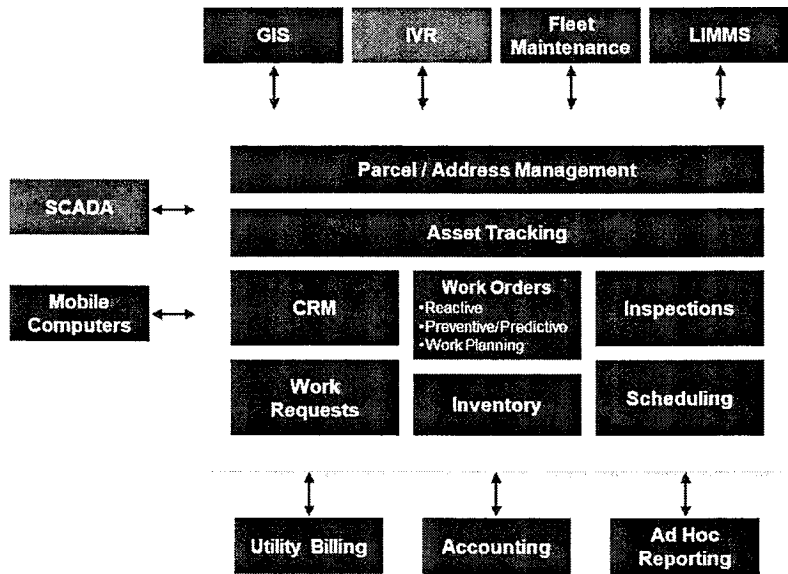 GIS
IVR
Fleet
Maintenance
LIMMS
Parcel / Address Management
SCADA
Asset Tracking
Mobile
Computers
CRM
Work Orders
•Reactive
•Preventive/Predictive
•Work Planning
Inspections
Work
Requests
Inventory
Scheduling
Utility Billing
Accounting
Ad Hoc
Reporting